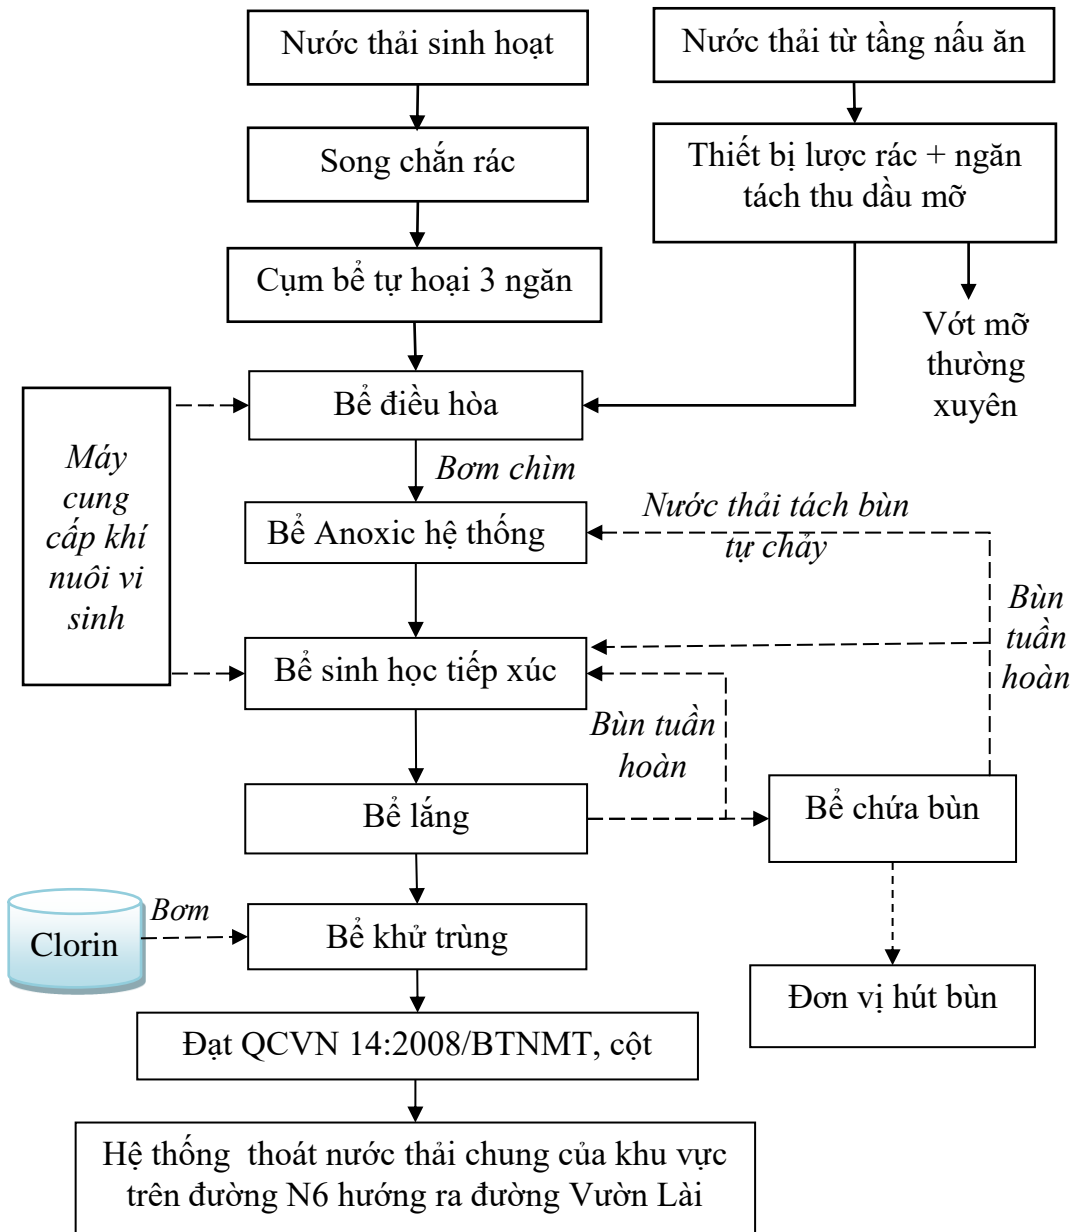 Nước thải sinh hoạt
Nước thải từ tầng nấu ăn
Song chắn rác
Thiết bị lược rác + ngăn
tách thu dầu mỡ
Cụm bể tự hoại 3 ngăn
Vớt mỡ
thường
xuyên
Bể điều hòa
Máy
cung
cấp khí
nuôi vi
sinh
Bơm chìm
Bể Anoxic hệ thống
Nước thải tách bùn
tự chảy
Bùn
tuần
hoàn
Bể sinh học tiếp xúc
Bùn tuần
hoàn
Bể lắng
Bể chứa bùn
Clorin
Bơm
Bể khử trùng
Đơn vị hút bùn
Đạt QCVN 14:2008/BTNMT, cột
Hệ thống thoát nước thải chung của khu vực
trên đường N6 hướng ra đường Vườn Lài